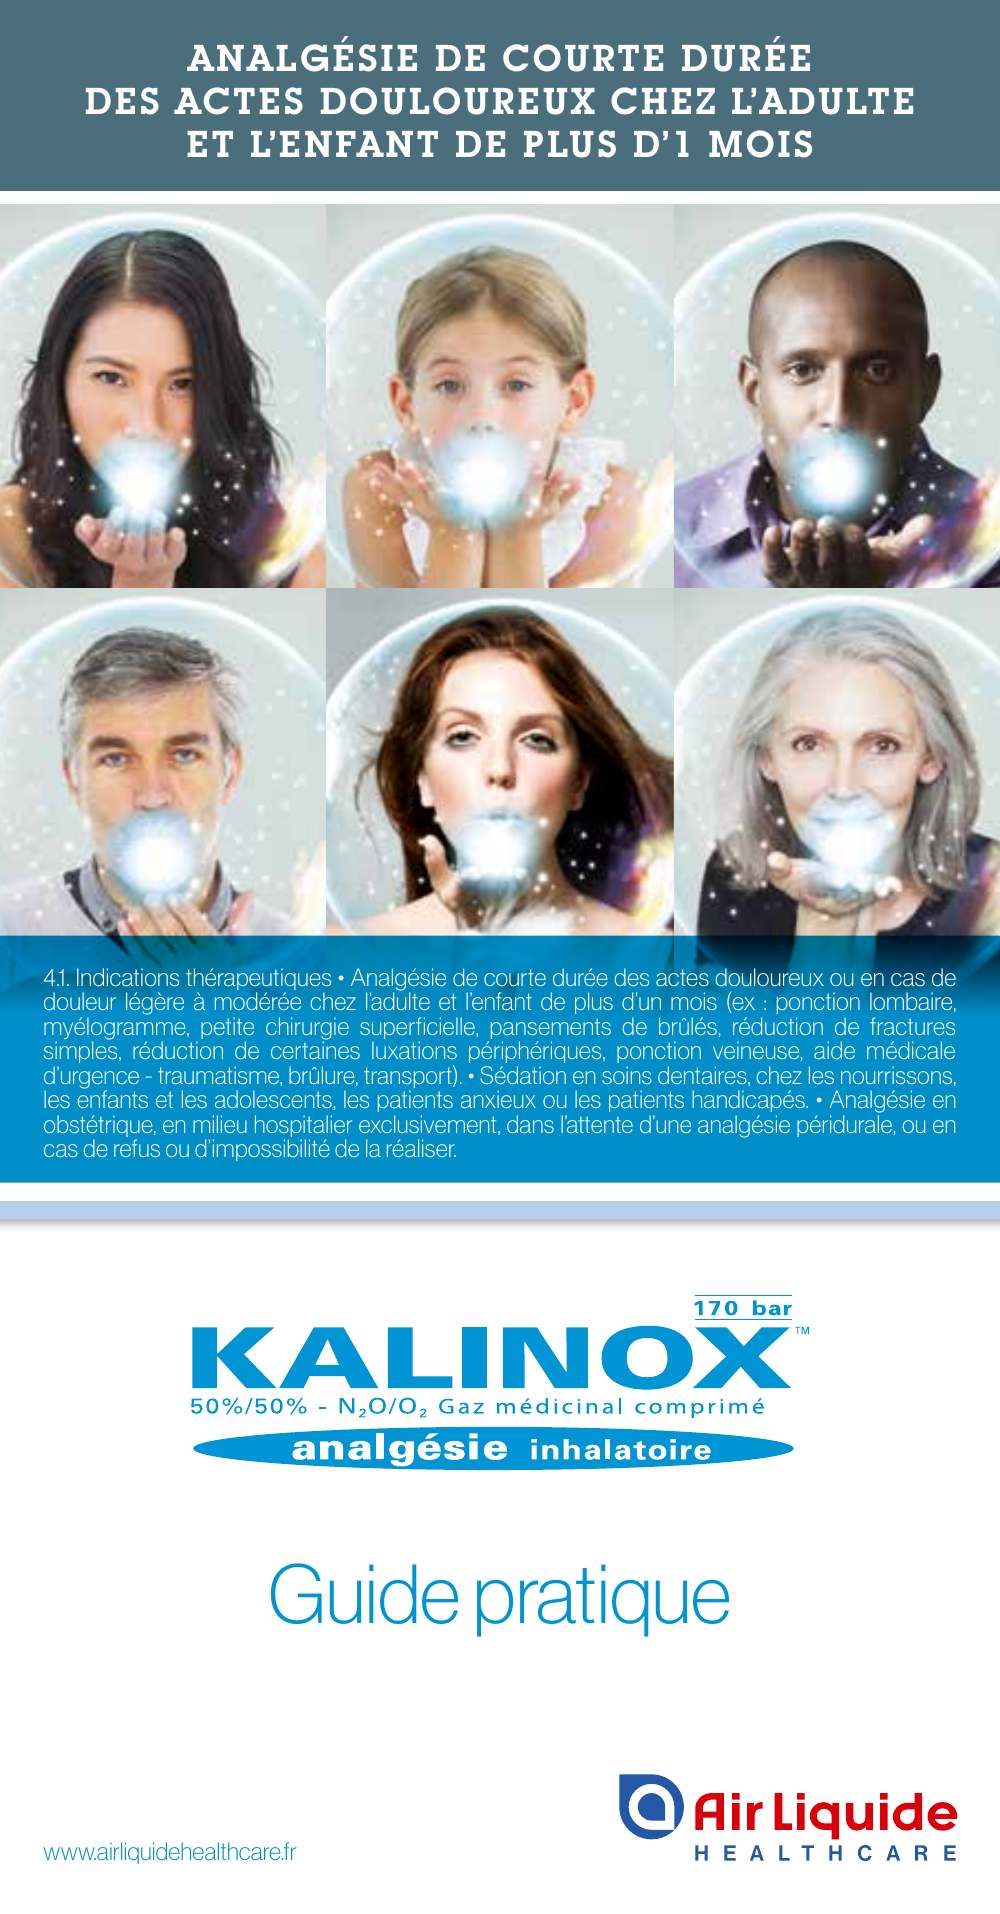 ANALGÉSIE DE COURTE DURÉE
DES ACTES DOULOUREUX CHEZ L’ADULTE
ET L’ENFANT DE PLUS D’1 MOIS
4.1. Indications thérapeutiques • Analgésie de courte durée des actes douloureux ou en cas de
douleur légère à modérée chez l’adulte et l’enfant de plus d’un mois (ex : ponction lombaire,
myélogramme, petite chirurgie superficielle, pansements de brûlés, réduction de fractures
simples, réduction de certaines luxations périphériques, ponction veineuse, aide médicale
d’urgence - traumatisme, brûlure, transport). • Sédation en soins dentaires, chez les nourrissons,
les enfants et les adolescents, les patients anxieux ou les patients handicapés. • Analgésie en
obstétrique, en milieu hospitalier exclusivement, dans l’attente d’une analgésie péridurale, ou en
cas de refus ou d’impossibilité de la réaliser.
170 bar
KALINOX™
50%/50% - N₂O/O₂ Gaz médicinal comprimé
analgésie inhalatoire
Guide pratique
Air Liquide
HEALTHCARE
www.airliquidehealthcare.fr